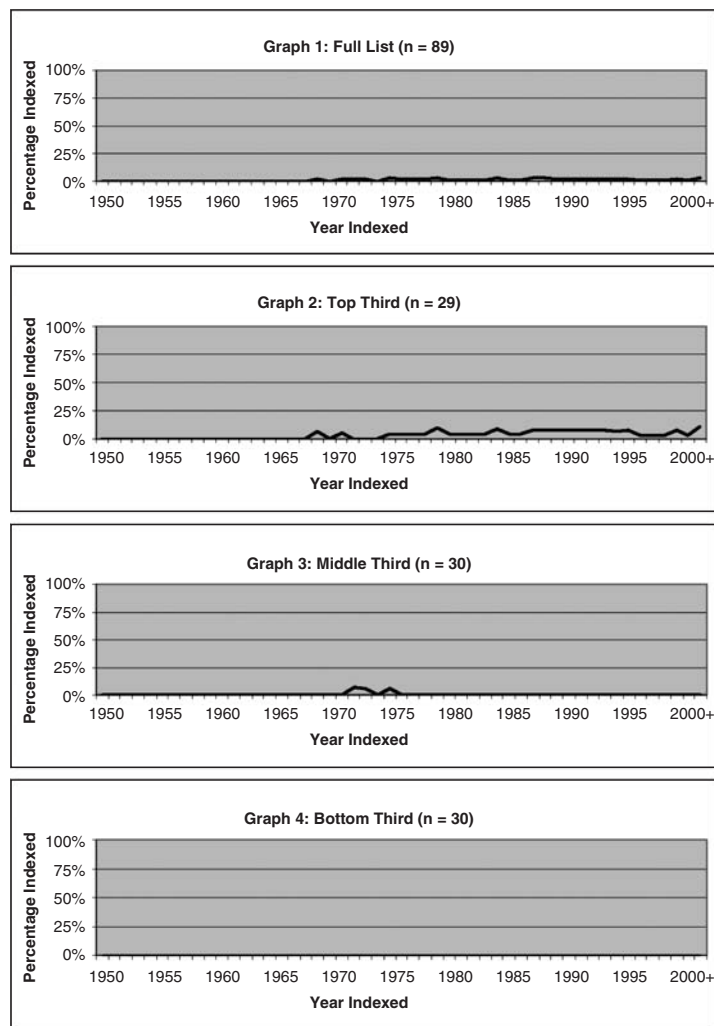 Graph 1: Full List (n = 89)
Percentage Indexed
100%
75%
50%
25%
0%
1950 1955 1960 1965 1970 1975 1980 1985 1990 1995 2000+
Year Indexed
Graph 2: Top Third (n = 29)
Percentage Indexed
100%
75%
50%
25%
0%
1950 1955 1960 1965 1970 1975 1980 1985 1990 1995 2000+
Year Indexed
Graph 3: Middle Third (n = 30)
Percentage Indexed
100%
75%
50%
25%
0%
1950 1955 1960 1965 1970 1975 1980 1985 1990 1995 2000+
Year Indexed
Graph 4: Bottom Third (n = 30)
Percentage Indexed
100%
75%
50%
25%
0%
1950 1955 1960 1965 1970 1975 1980 1985 1990 1995 2000+
Year Indexed